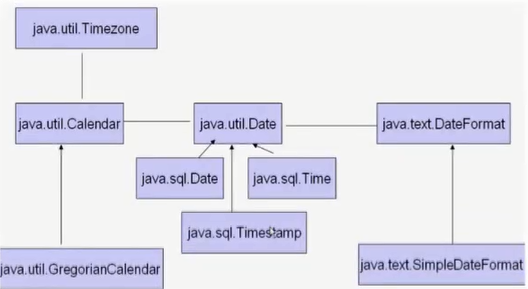 java.util.Timezone
java.util.Calendar
java.util.Date
java.text.DateFormat
java.sql.Date
java.sql.Time
java.sql.Timestamp
java.util.GregorianCalendar
java.text.SimpleDateFormat